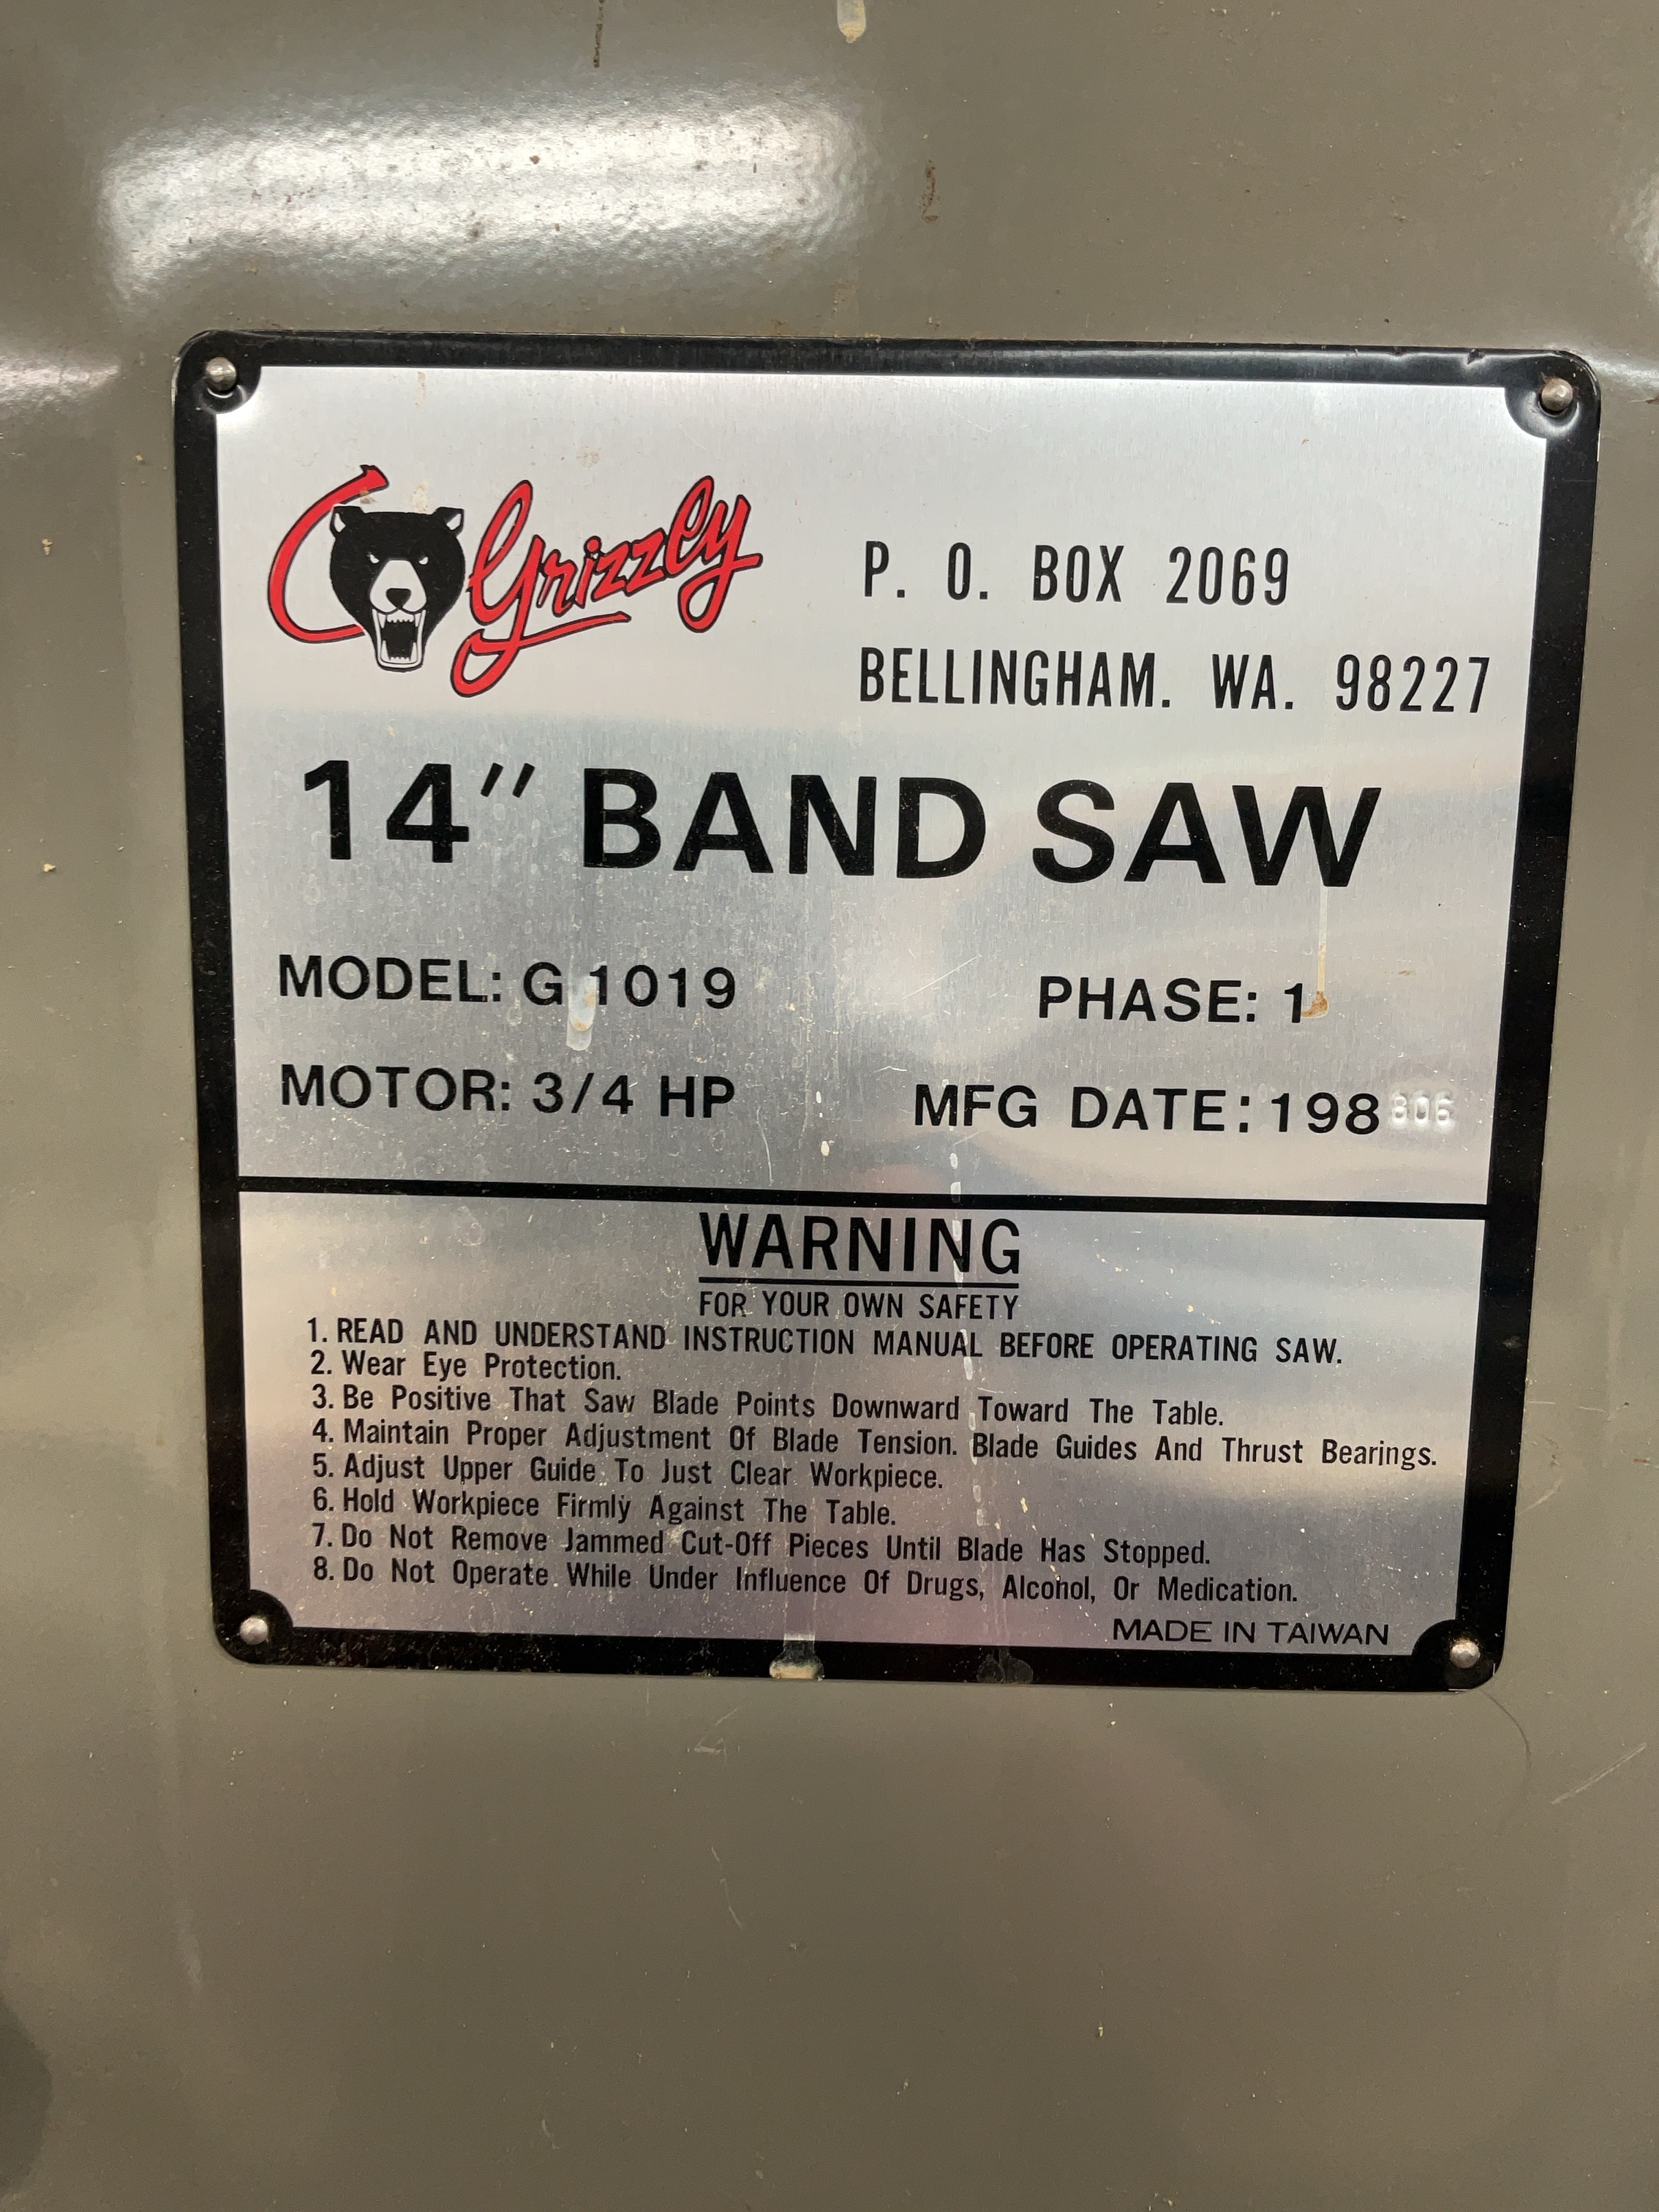 Grizzly
P. O. BOX 2069
BELLINGHAM. WA. 98227
14" BAND SAW
MODEL: G 1019
PHASE: 1
MOTOR: 3/4 HP
MFG DATE: 198806
WARNING
FOR YOUR OWN SAFETY
1. READ AND UNDERSTAND INSTRUCTION MANUAL BEFORE OPERATING SAW.
2. Wear Eye Protection.
3. Be Positive That Saw Blade Points Downward Toward The Table.
4. Maintain Proper Adjustment Of Blade Tension. Blade Guides And Thrust Bearings.
5. Adjust Upper Guide To Just Clear Workpiece.
6. Hold Workpiece Firmly Against The Table.
7. Do Not Remove Jammed Cut-Off Pieces Until Blade Has Stopped.
8. Do Not Operate While Under Influence Of Drugs, Alcohol, Or Medication.
MADE IN TAIWAN